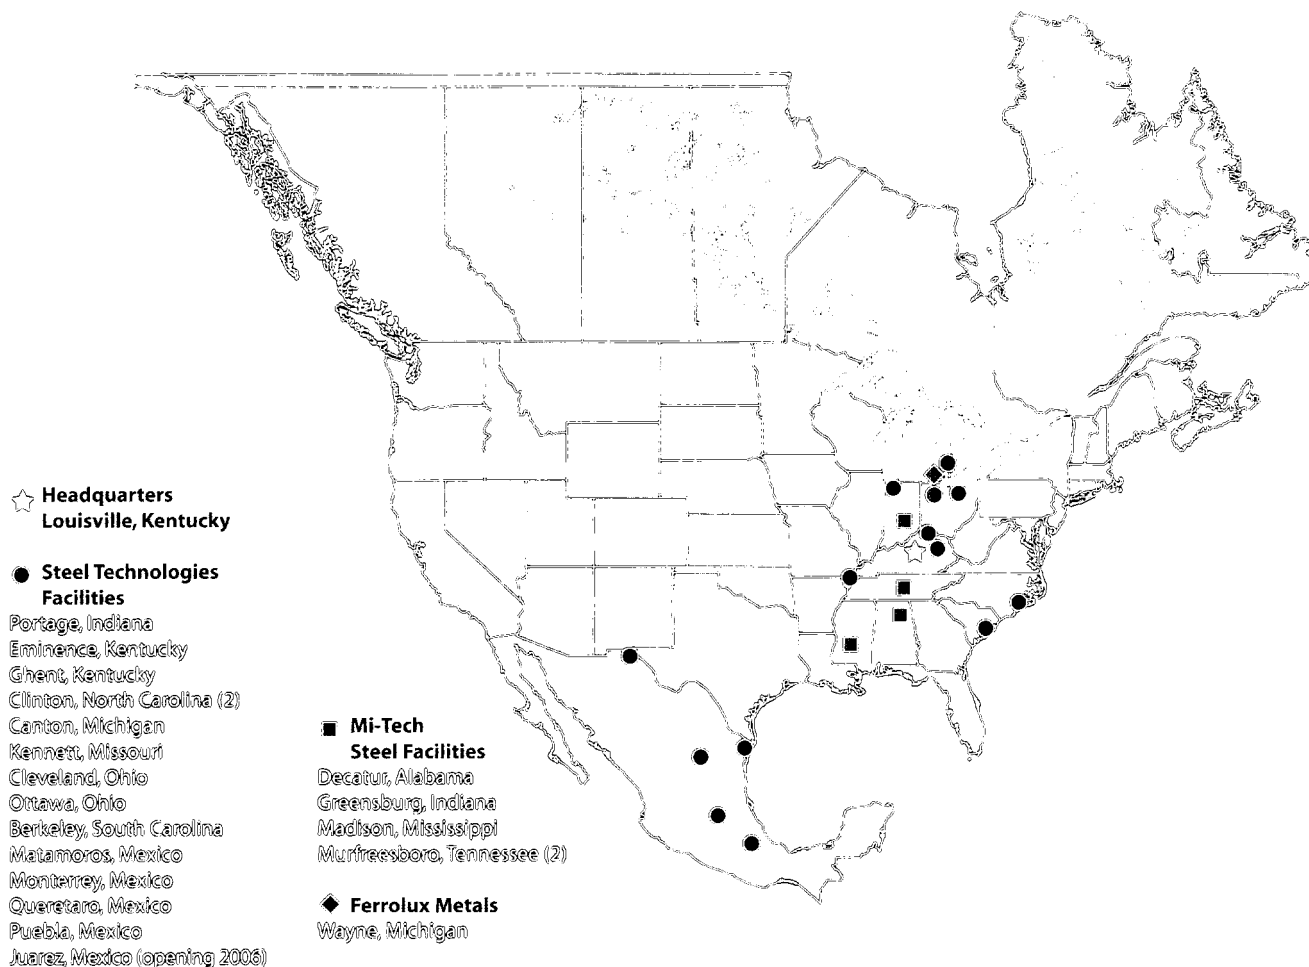 Headquarters
Louisville, Kentucky
Steel Technologies
Facilities
Portage, Indiana
Eminence, Kentucky
Ghent, Kentucky
Clinton, North Carolina (2)
Canton, Michigan
Kennett, Missouri
Cleveland, Ohio
Ottawa, Ohio
Berkeley, South Carolina
Matamoros, Mexico
Monterrey, Mexico
Queretaro, Mexico
Puebla, Mexico
Juarez, Mexico (opening 2006)
Mi-Tech
Steel Facilities
Decatur, Alabama
Greensburg, Indiana
Madison, Mississippi
Murfreesboro, Tennessee (2)
Ferrolux Metals
Wayne, Michigan